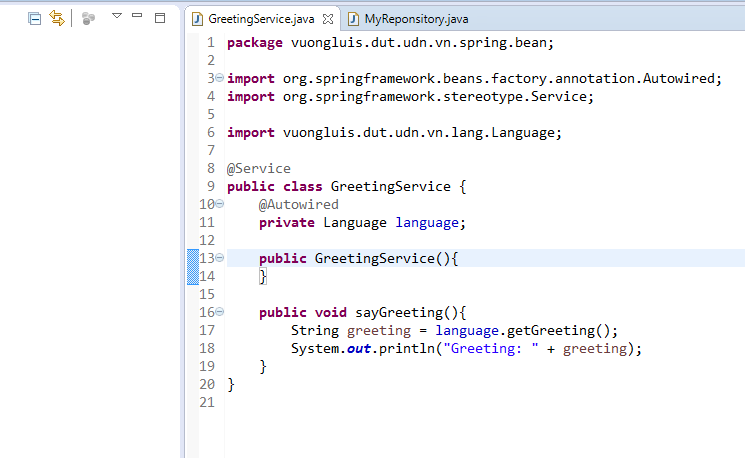 GreetingService.java MyReponsitory.java
1 package vuongluis.dut.udn.vn.spring.bean;
2
3 import org.springframework.beans.factory.annotation.Autowired;
4 import org.springframework.stereotype.Service;
5
6 import vuongluis.dut.udn.vn.lang.Language;
7
8 @Service
9 public class GreetingService {
10 @Autowired
11 private Language language;
12
13 public GreetingService(){
14 }
15
16 public void sayGreeting(){
17 String greeting = language.getGreeting();
18 System.out.println("Greeting: " + greeting);
19 }
20 }
21